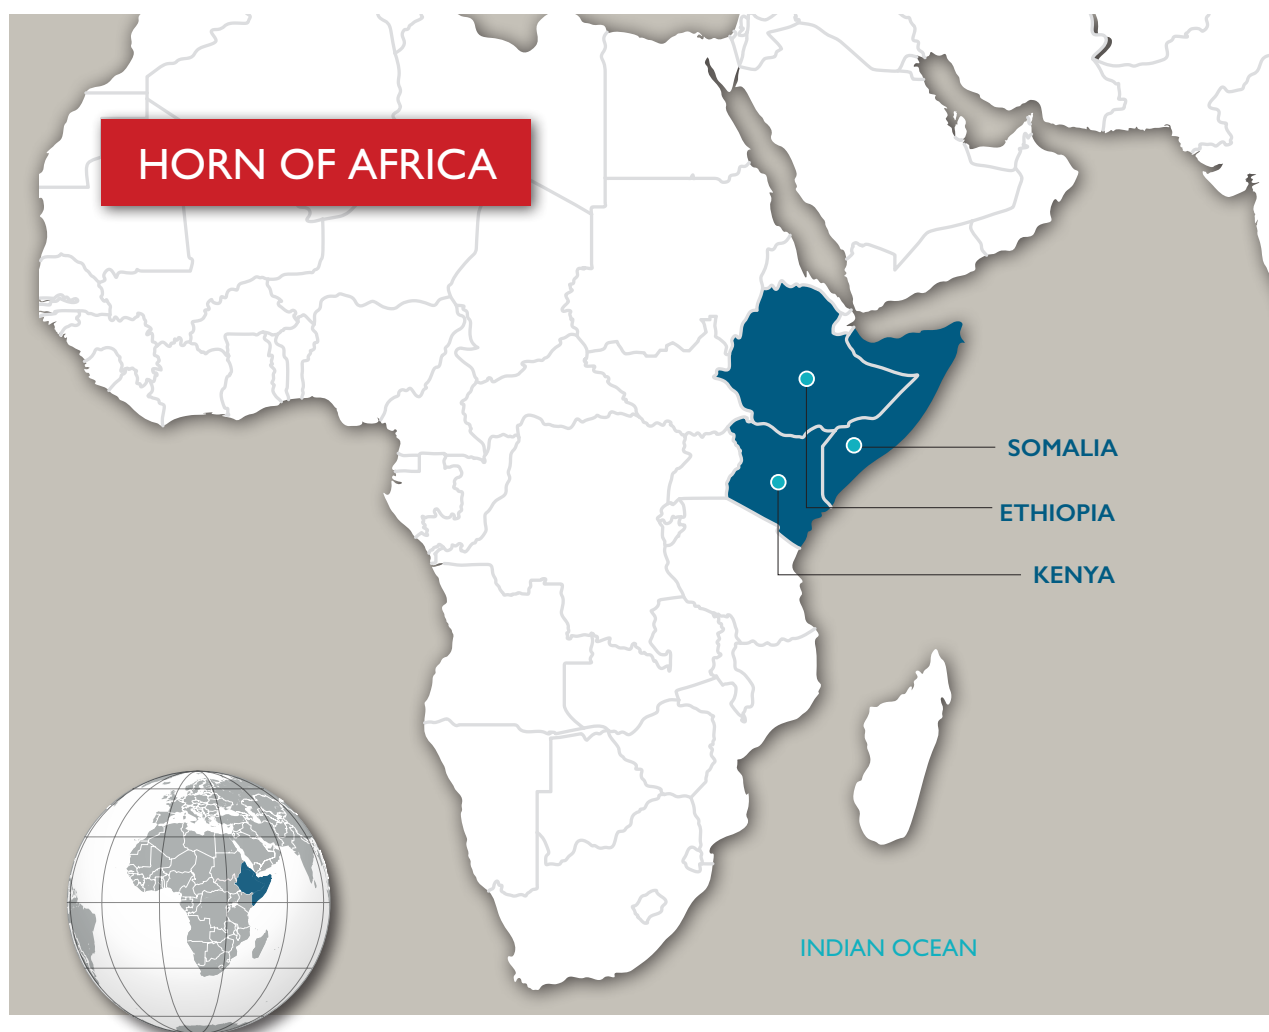 HORN OF AFRICA
SOMALIA
ETHIOPIA
KENYA
INDIAN OCEAN